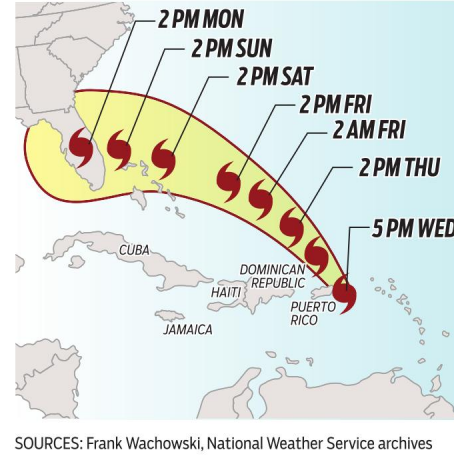 2 PM MON
2 PM SUN
2 PM SAT
2 PM FRI
2 AM FRI
2 PM THU
5 PM WED
CUBA
DOMINICAN
REPUBLIC
HAITI
PUERTO
RICO
JAMAICA
SOURCES: Frank Wachowski, National Weather Service archives